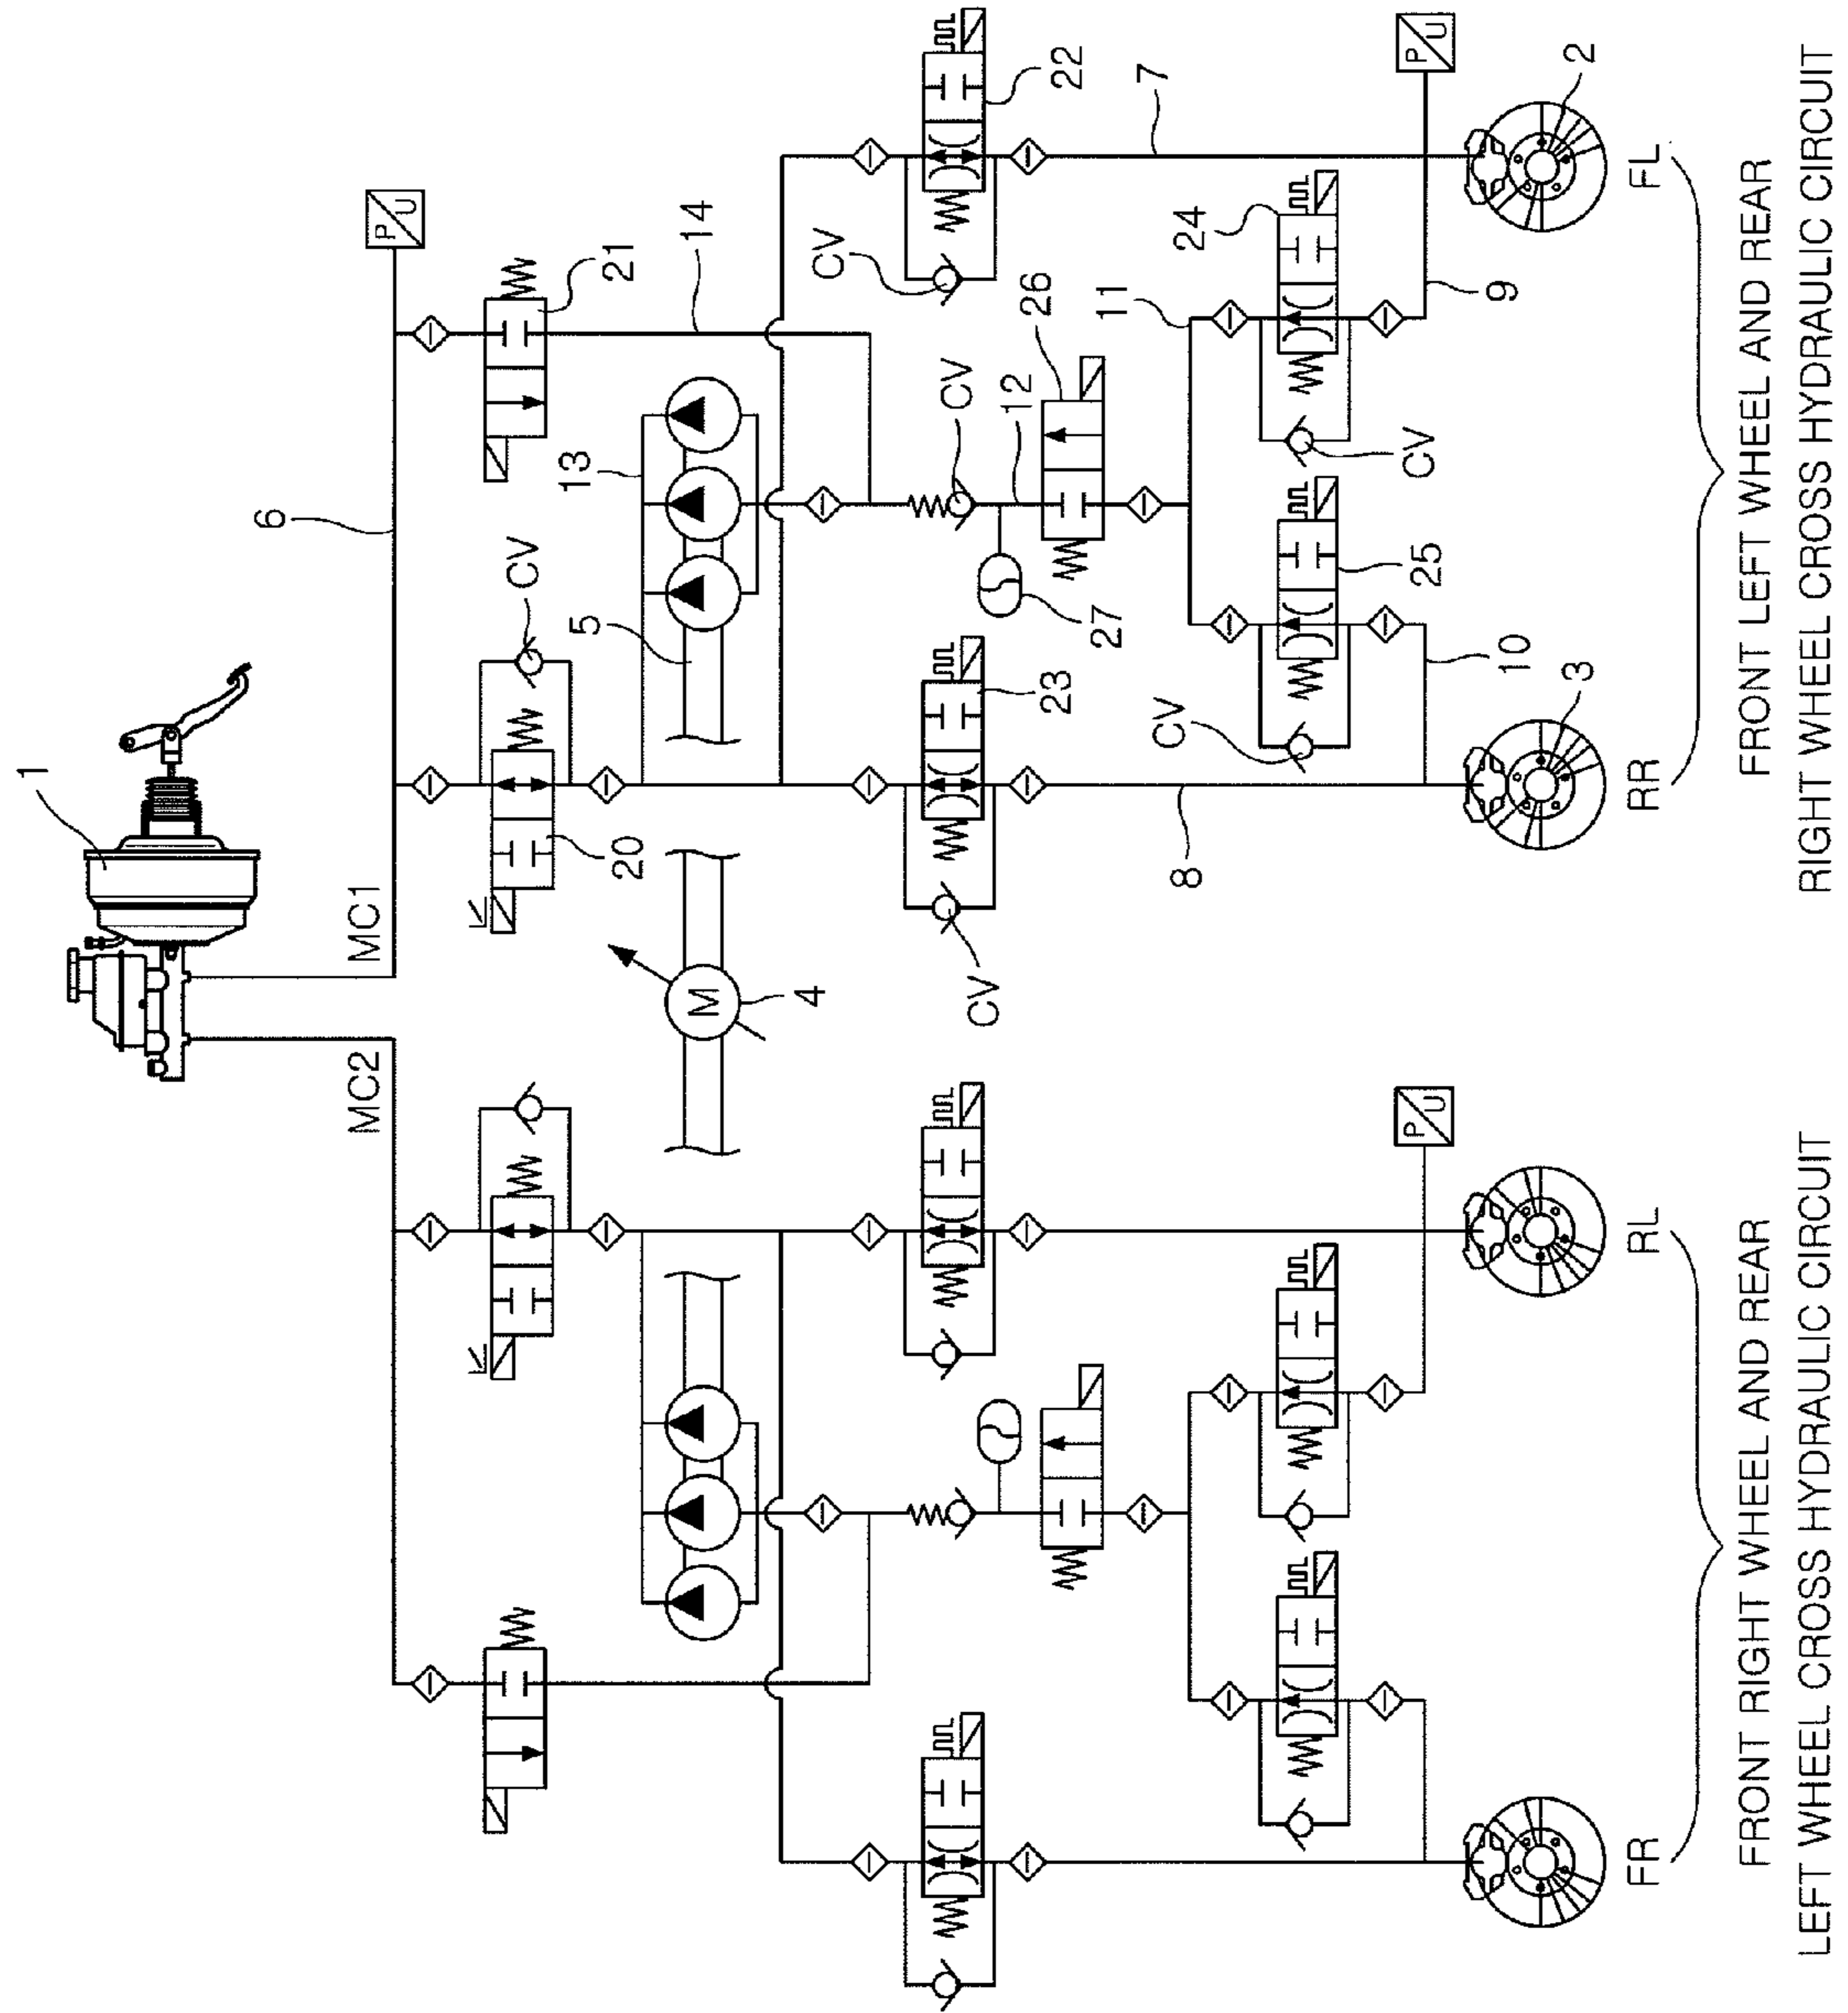 1
MC2
MC1
6
P/U
CV
20
21
M
4
5
13
14
CV
22
23
CV
CV
12
26
27
11
24
7
8
CV
25
CV
10
9
P/U
P/U
3
2
FR
RL
RR
FL
FRONT RIGHT WHEEL AND REAR
LEFT WHEEL CROSS HYDRAULIC CIRCUIT
FRONT LEFT WHEEL AND REAR
RIGHT WHEEL CROSS HYDRAULIC CIRCUIT